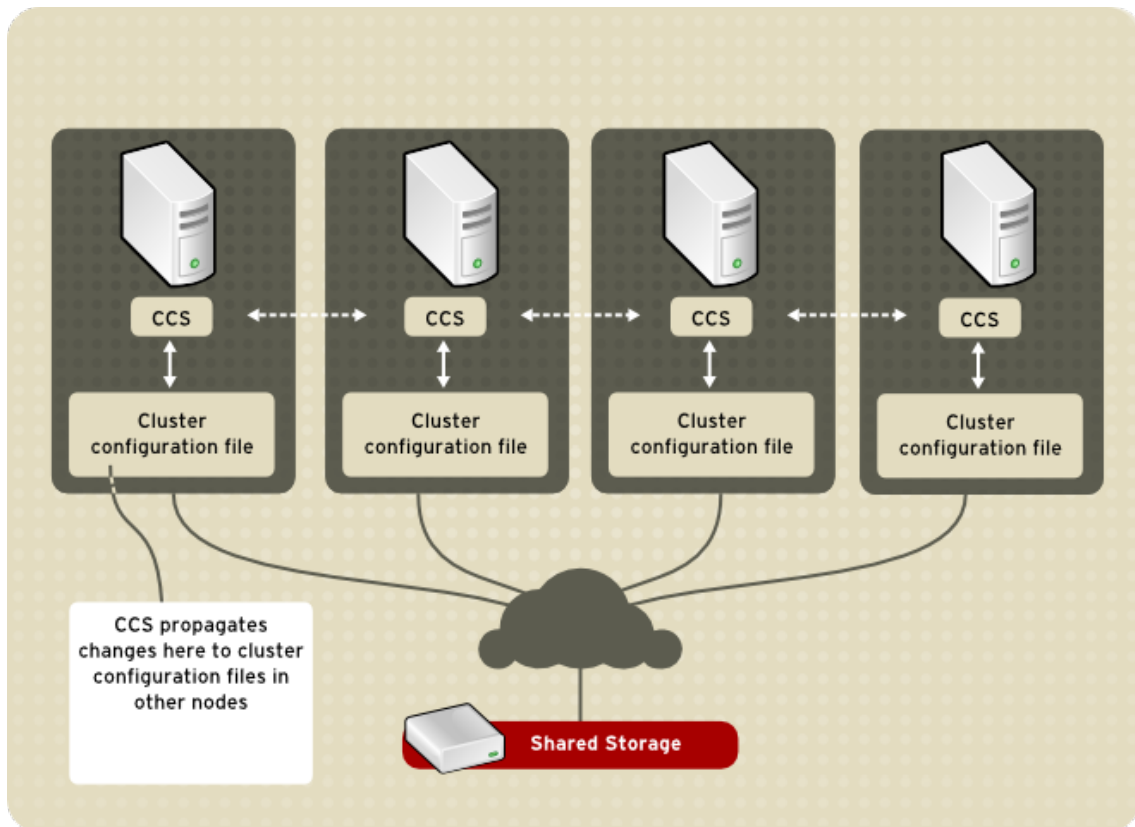 CCS
CCS
CCS
CCS
Cluster
configuration file
Cluster
configuration file
Cluster
configuration file
Cluster
configuration file
CCS propagates
changes here to cluster
configuration files in
other nodes
Shared Storage